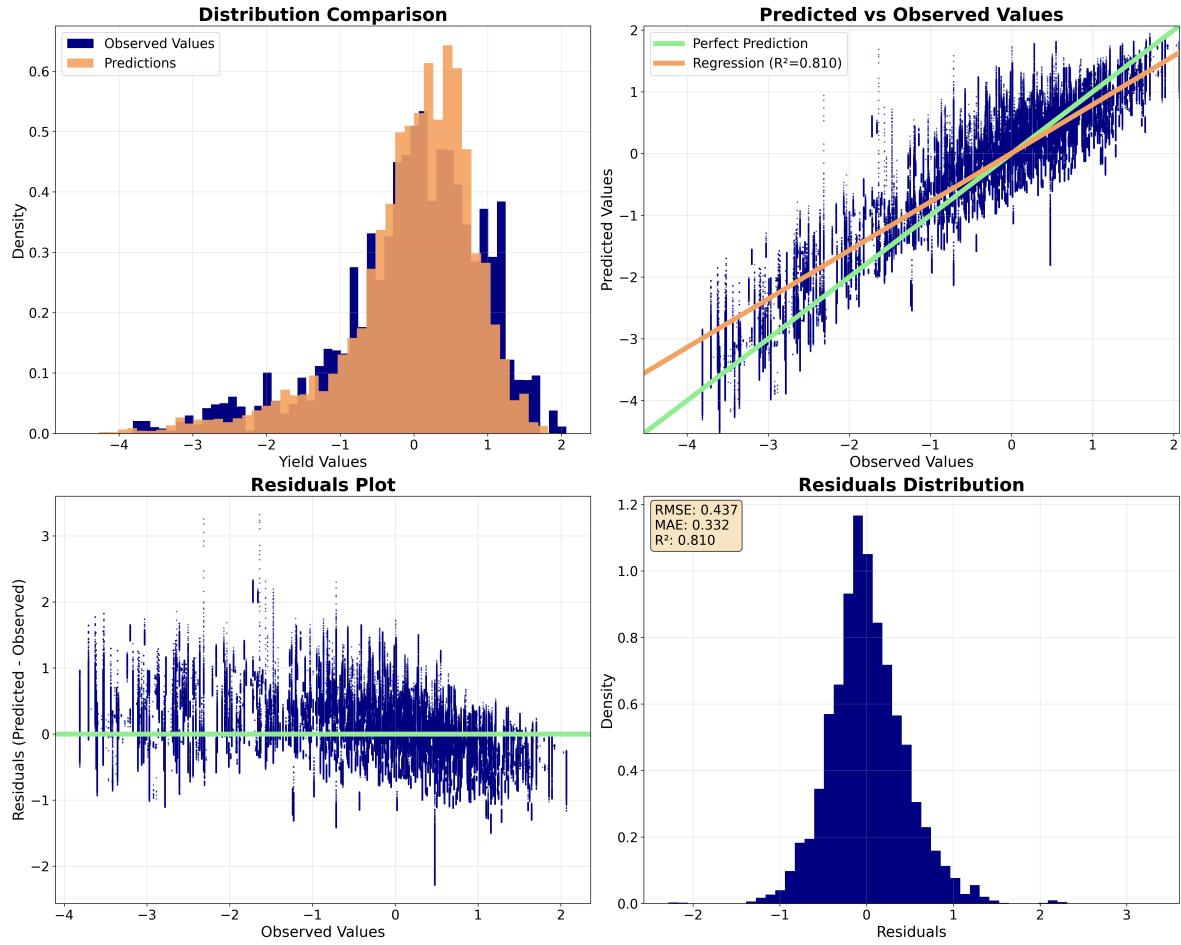 Distribution Comparison
Observed Values
Predictions
Density
0.6
0.5
0.4
0.3
0.2
0.1
0.0
−4 −3 −2 −1 0 1 2
Yield Values
Predicted vs Observed Values
Perfect Prediction
Regression (R²=0.810)
Predicted Values
2
1
0
−1
−2
−3
−4
−4 −3 −2 −1 0 1 2
Observed Values
Residuals Plot
Residuals (Predicted - Observed)
3
2
1
0
−1
−2
−4 −3 −2 −1 0 1 2
Observed Values
Residuals Distribution
RMSE: 0.437
MAE: 0.332
R²: 0.810
Density
1.2
1.0
0.8
0.6
0.4
0.2
0.0
−2 −1 0 1 2 3
Residuals